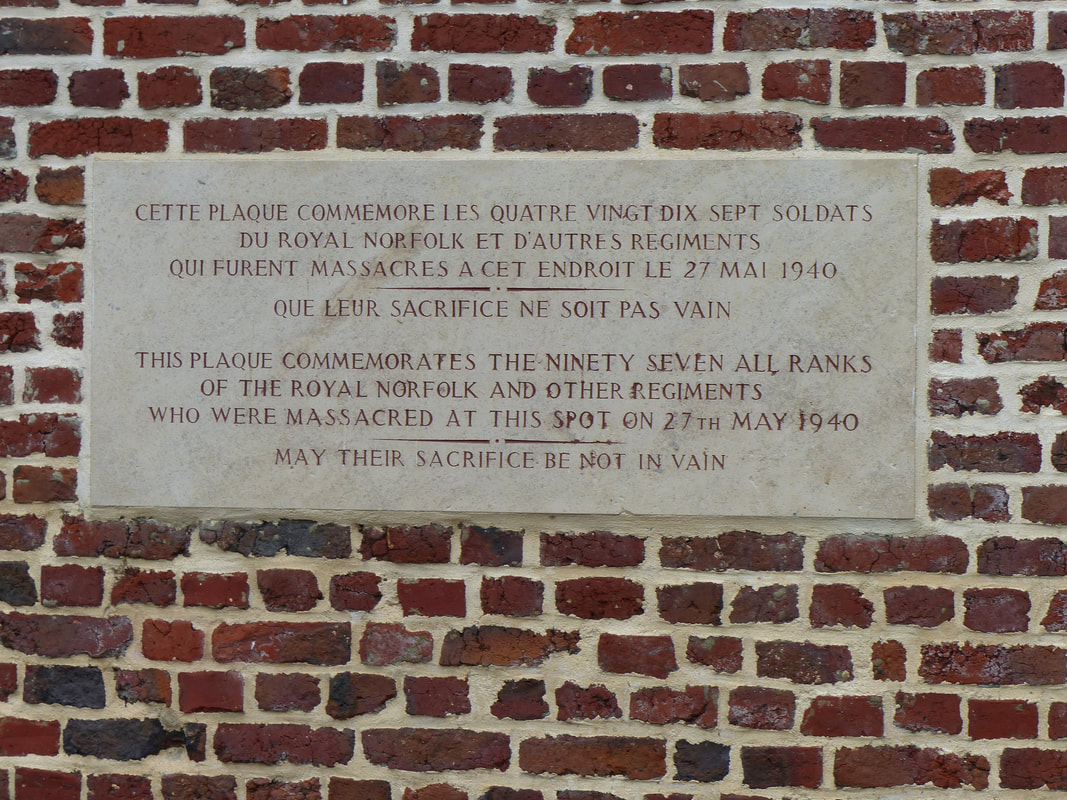 CETTE PLAQUE COMMEMORE LES QUATRE VINGT DIX SEPT SOLDATS
DU ROYAL NORFOLK ET D'AUTRES REGIMENTS
QUI FURENT MASSACRES A CET ENDROIT LE 27 MAI 1940
QUE LEUR SACRIFICE NE SOIT PAS VAIN
THIS PLAQUE COMMEMORATES THE NINETY SEVEN ALL RANKS
OF THE ROYAL NORFOLK AND OTHER REGIMENTS
WHO WERE MASSACRED AT THIS SPOT ON 27TH MAY 1940
MAY THEIR SACRIFICE BE NOT IN VAIN